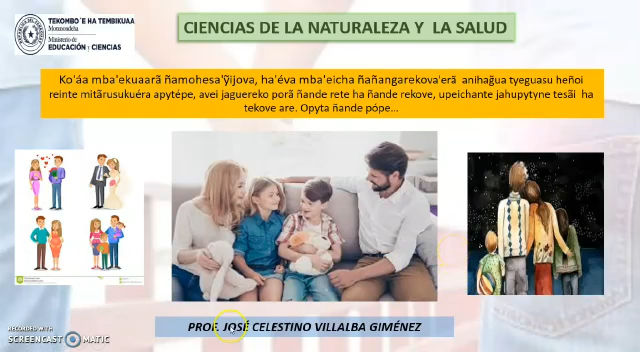 TEKOMBO'E HA TEMBIKUAA
Motenondeha
Ministerio de
EDUCACIÓN y CIENCIAS
CIENCIAS DE LA NATURALEZA Y LA SALUD
Ko'áa mba'ekuaarã ñamohesa'ỹijova, ha'éva mba'eicha ñañangarekova'erã anihag̃ua tyeguasu heñoi
reinte mitãrusukuéra apytépe, avei jaguereko porã ñande rete ha ñande rekove, upeichante jahupytyne tesãi ha
tekove are. Opyta ñande pópe...
PROF. JOSÉ CELESTINO VILLALBA GIMÉNEZ
RECORDED WITH
SCREENCAST MATIC